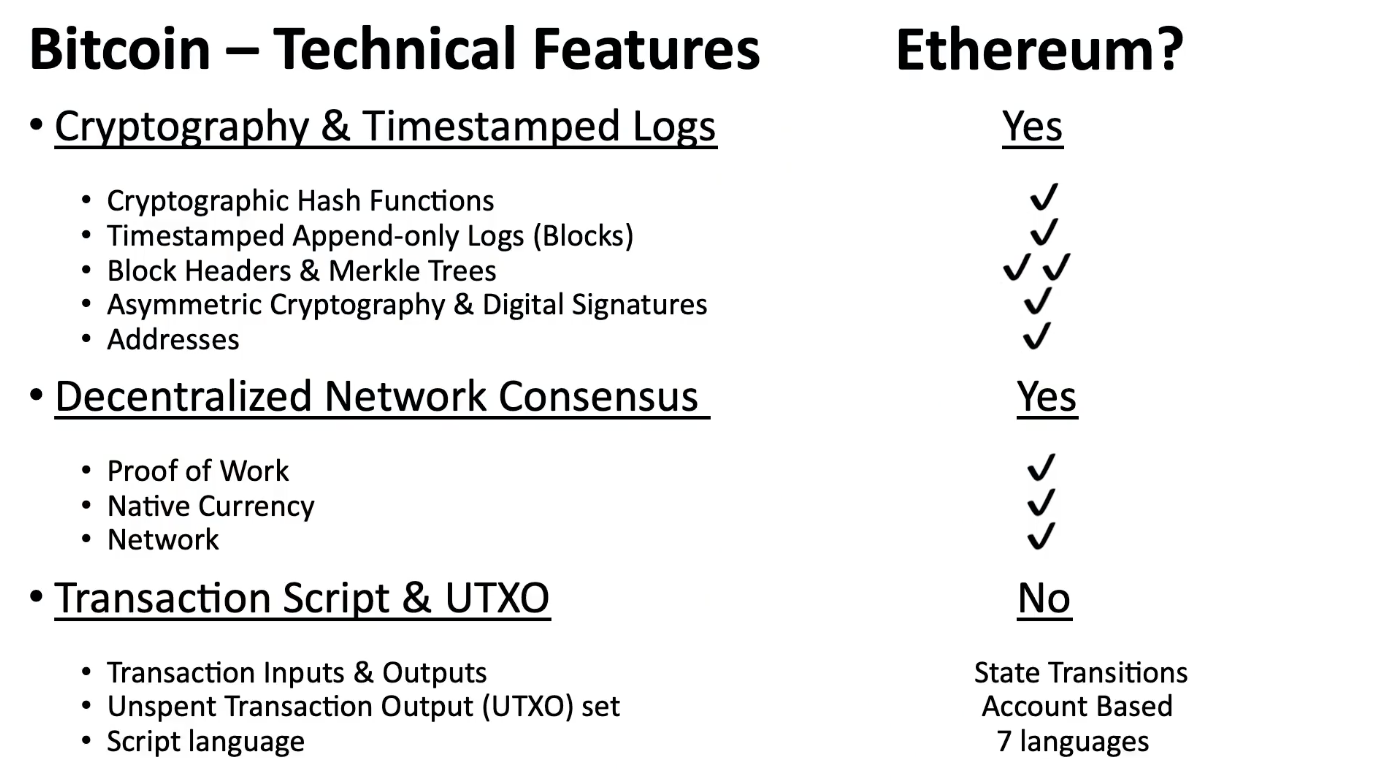 Bitcoin – Technical Features Ethereum?
• Cryptography & Timestamped Logs Yes
• Cryptographic Hash Functions ✓
• Timestamped Append-only Logs (Blocks) ✓
• Block Headers & Merkle Trees ✓ ✓
• Asymmetric Cryptography & Digital Signatures ✓
• Addresses ✓
• Decentralized Network Consensus Yes
• Proof of Work ✓
• Native Currency ✓
• Network ✓
• Transaction Script & UTXO No
• Transaction Inputs & Outputs State Transitions
• Unspent Transaction Output (UTXO) set Account Based
• Script language 7 languages